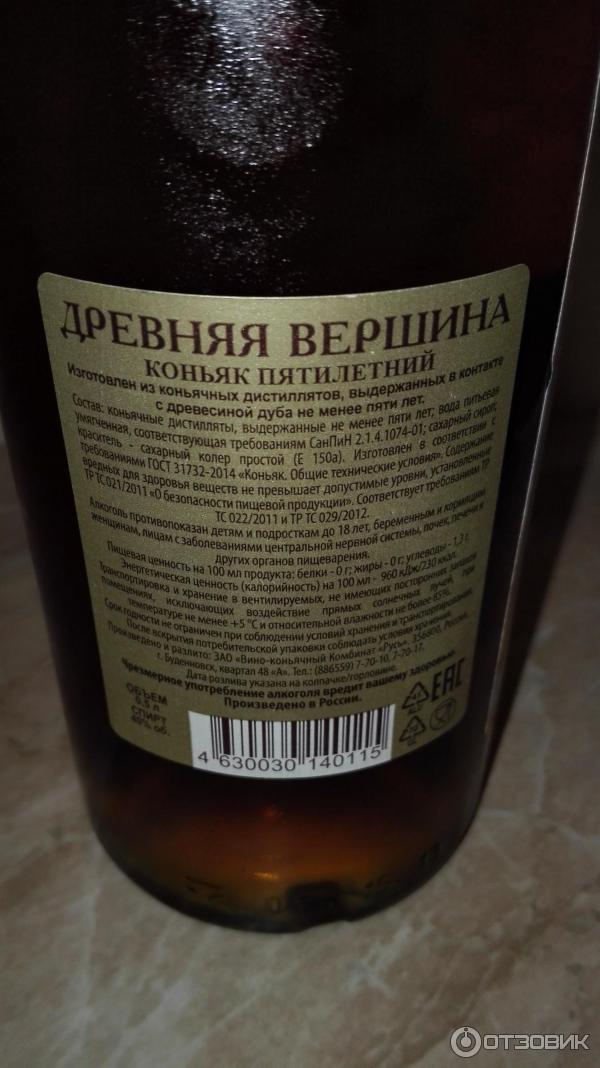 ДРЕВНЯЯ ВЕРШИНА
КОНЬЯК ПЯТИЛЕТНИЙ
Изготовлен из коньячных дистиллятов, выдержанных в контакте
с древесиной дуба не менее пяти лет.
Состав: коньячные дистилляты, выдержанные не менее пяти лет; вода питьевая
умягченная, соответствующая требованиям СанПиН 2.1.4.1074-01; сахарный сироп;
краситель - сахарный колер простой (Е 150а). Изготовлен в соответствии с
требованиями ГОСТ 31732-2014 «Коньяк. Общие технические условия». Содержание
вредных для здоровья веществ не превышает допустимые уровни, установленные
ТР ТС 021/2011 «О безопасности пищевой продукции». Соответствует требованиям ТР
ТС 022/2011 и ТР ТС 029/2012.
Алкоголь противопоказан детям и подросткам до 18 лет, беременным и кормящим
женщинам, лицам с заболеваниями центральной нервной системы, почек, печени и
других органов пищеварения.
Пищевая ценность на 100 мл продукта: белки - 0 г; жиры - 0 г; углеводы - 1,3 г.
Энергетическая ценность (калорийность) на 100 мл - 960 кДж/230 ккал.
Транспортировка и хранение в вентилируемых, не имеющих посторонних запахов
помещениях, исключающих воздействие прямых солнечных лучей, при
температуре не менее +5 °С и относительной влажности не более 85%.
Срок годности не ограничен при соблюдении условий хранения и транспортирования.
После вскрытия потребительской упаковки соблюдать условия хранения.
Произведено и разлито: ЗАО «Вино-коньячный Комбинат «Русь», 356800, Россия,
г. Буденновск, квартал 48 «А». Тел.: (886559) 7-70-10, 7-20-17.
Дата розлива указана на колпачке/горловине.
Чрезмерное употребление алкоголя вредит вашему здоровью.
Произведено в России.
ОБЪЕМ
0,5 л
СПИРТ
40% об.
EAC
4 630030 140115
ОТЗОВИК